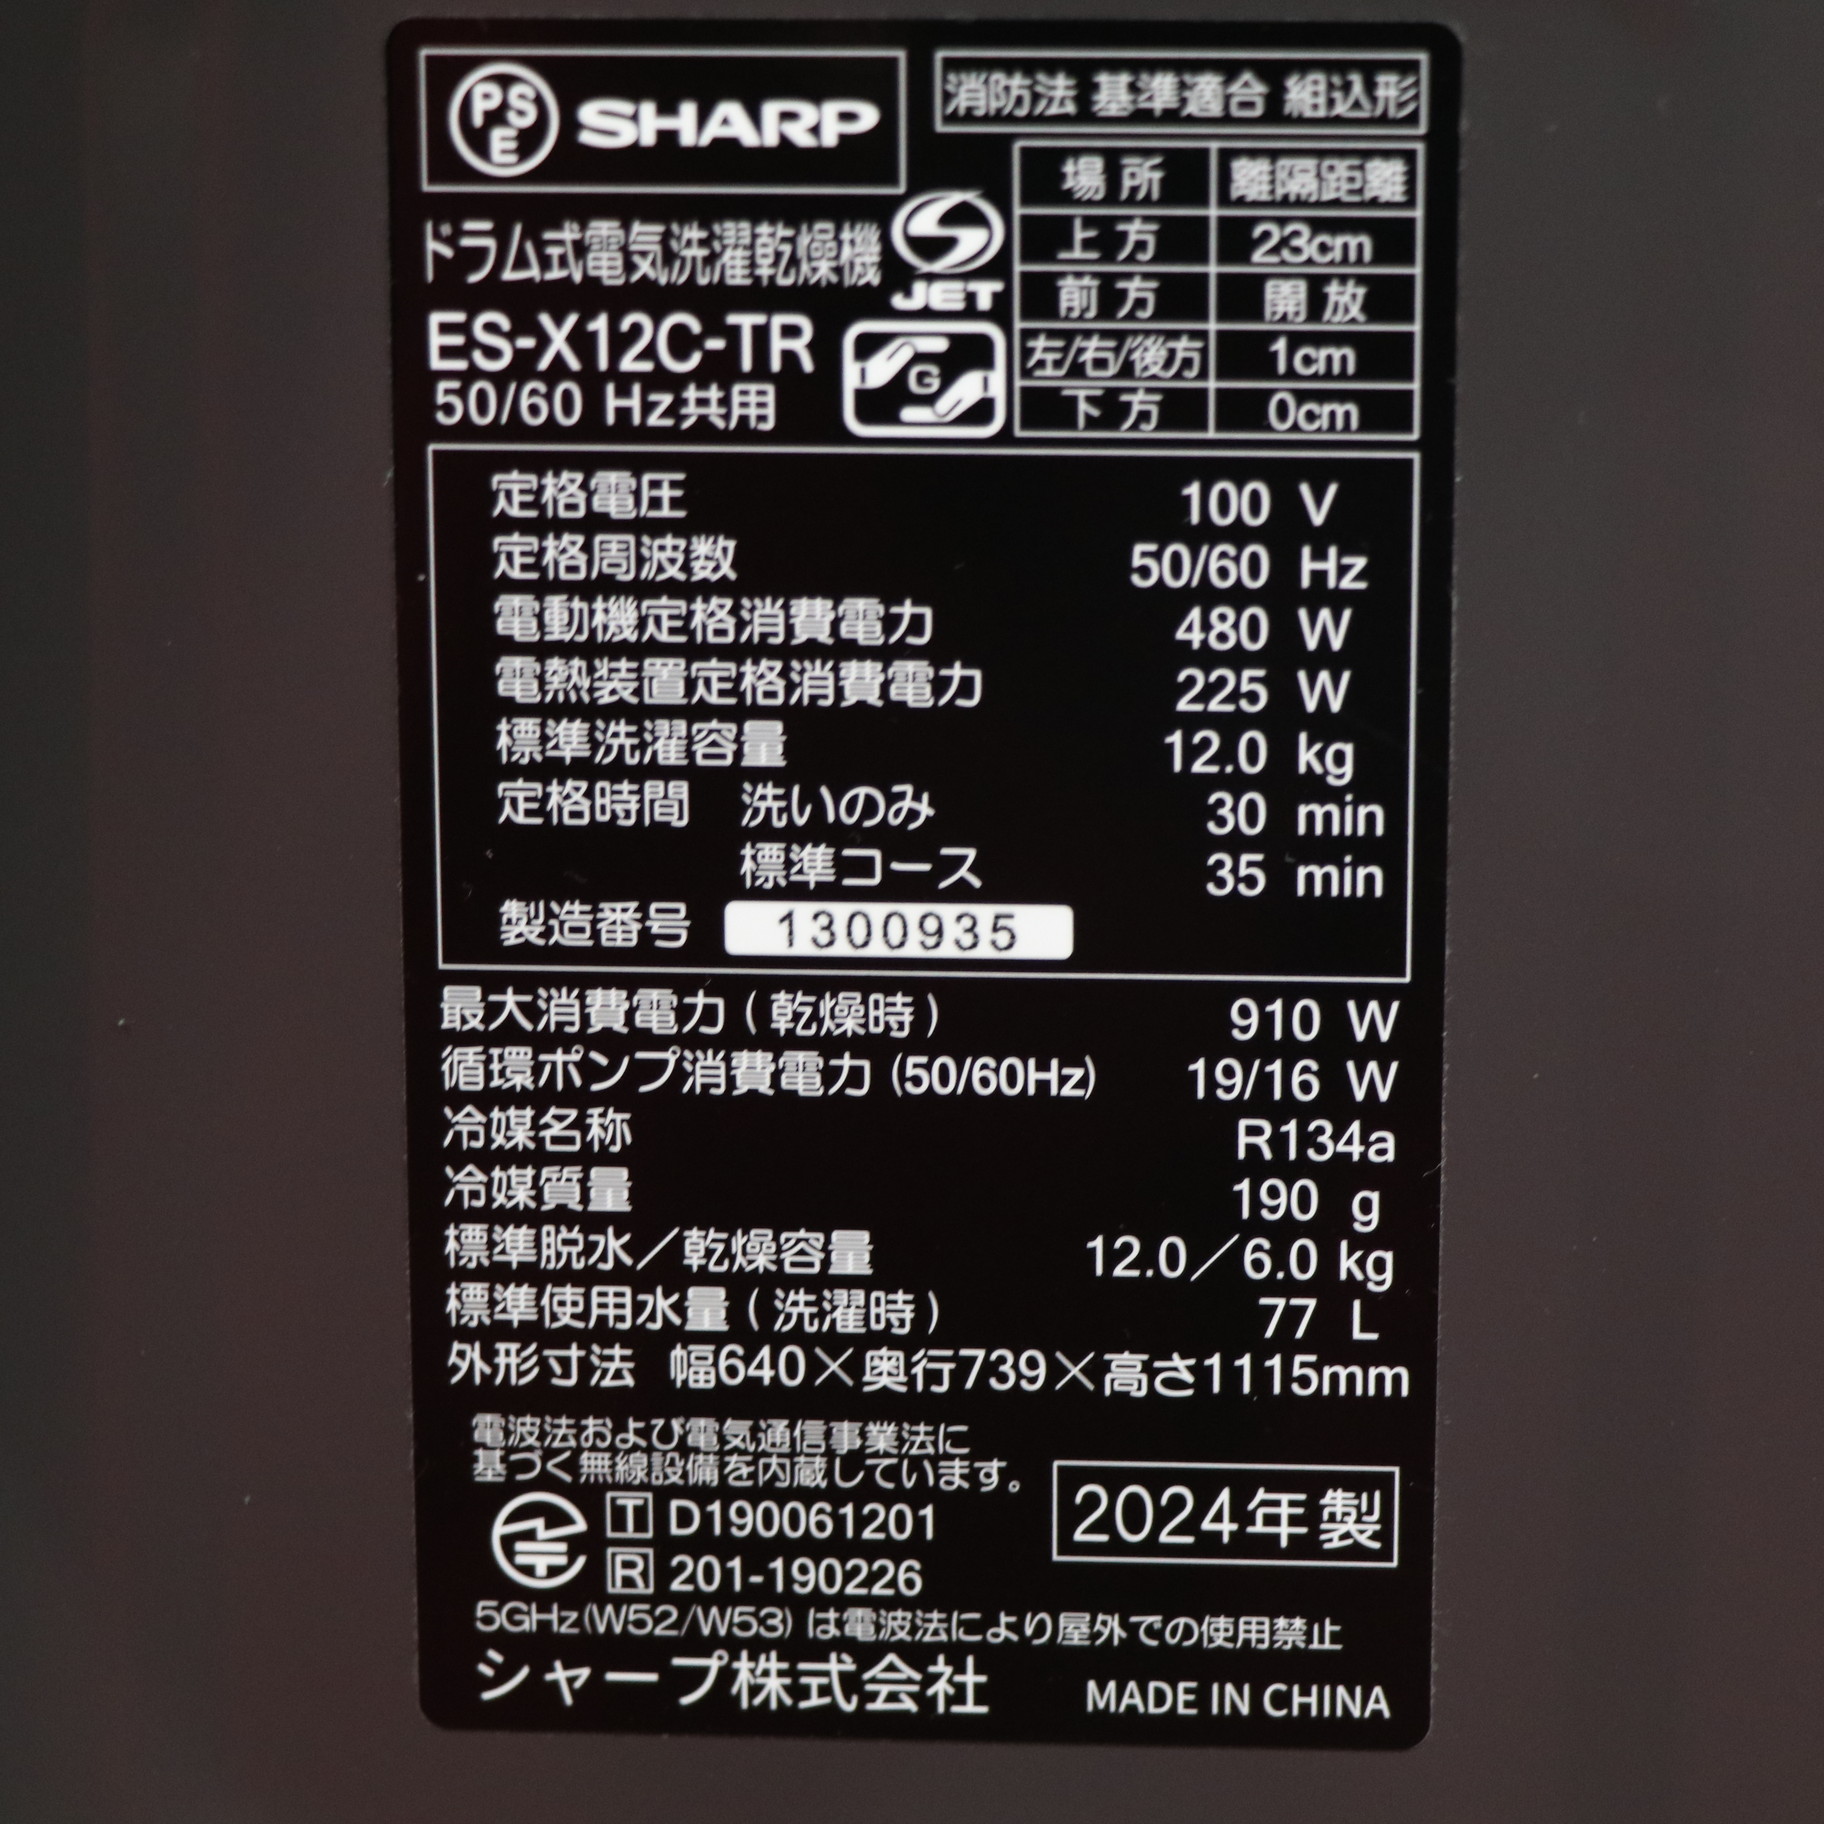 PSE SHARP
消防法 基準適合 組込形
場所 離隔距離
上方 23cm
前方 開放
左/右/後方 1cm
下方 0cm
ドラム式電気洗濯乾燥機
JET
ES-X12C-TR
G
50/60 Hz共用
定格電圧 100 V
定格周波数 50/60 Hz
電動機定格消費電力 480 W
電熱装置定格消費電力 225 W
標準洗濯容量 12.0 kg
定格時間 洗いのみ 30 min
標準コース 35 min
製造番号 1300935
最大消費電力(乾燥時) 910 W
循環ポンプ消費電力(50/60Hz) 19/16 W
冷媒名称 R134a
冷媒質量 190 g
標準脱水／乾燥容量 12.0／6.0 kg
標準使用水量(洗濯時) 77 L
外形寸法 幅640×奥行739×高さ1115mm
電波法および電気通信事業法に
基づく無線設備を内蔵しています。
T D190061201
R 201-190226
2024年製
5GHz(W52/W53)は電波法により屋外での使用禁止
シャープ株式会社 MADE IN CHINA